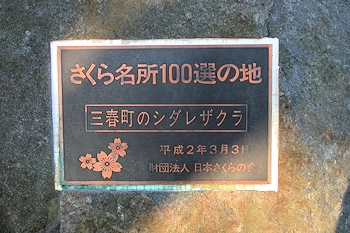 さくら名所100選の地
三春町のシダレザクラ
平成2年3月3日
財団法人 日本さくらの会